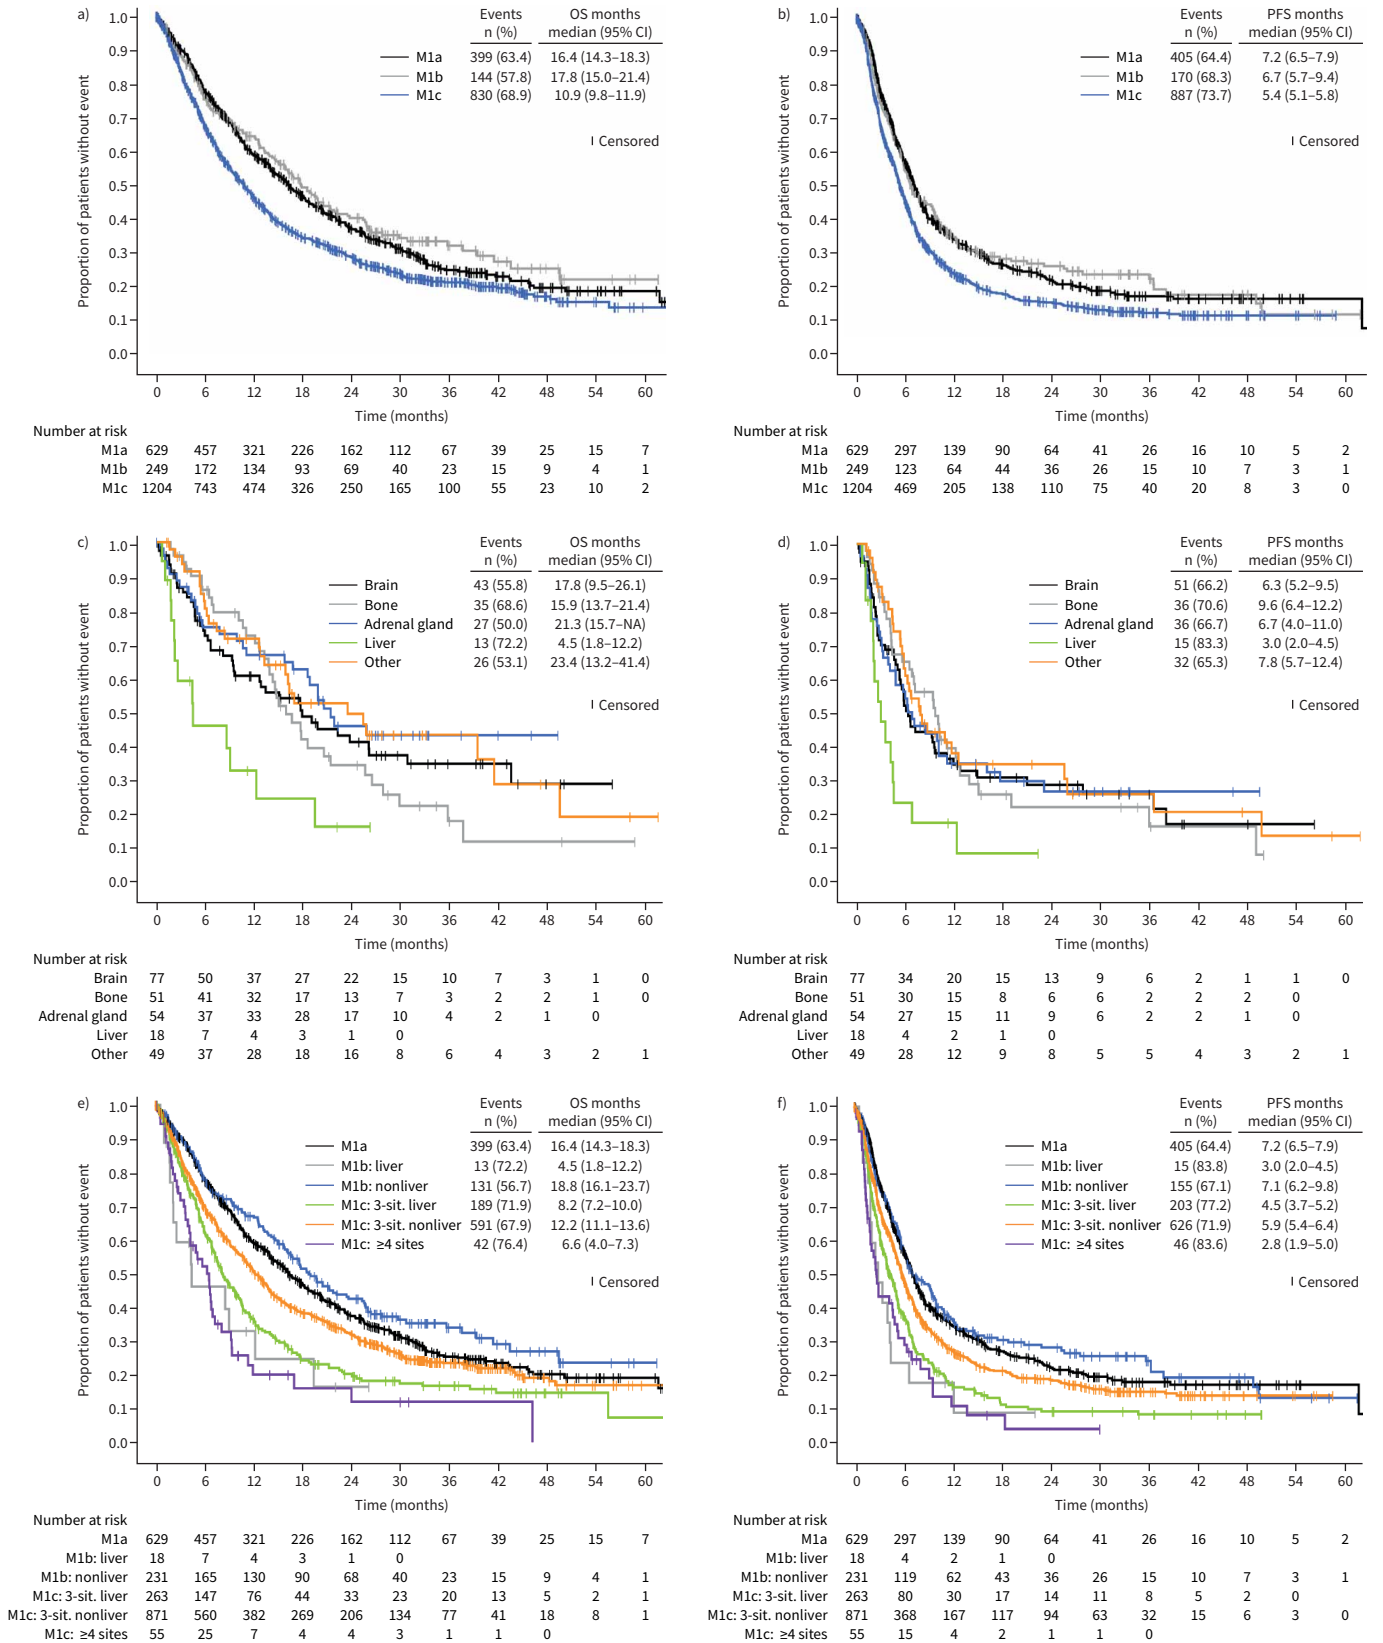 a)
Events OS months
n (%) median (95% CI)
M1a 399 (63.4) 16.4 (14.3–18.3)
M1b 144 (57.8) 17.8 (15.0–21.4)
M1c 830 (68.9) 10.9 (9.8–11.9)
Censored
Proportion of patients without event
1.0
0.9
0.8
0.7
0.6
0.5
0.4
0.3
0.2
0.1
0.0
0 6 12 18 24 30 36 42 48 54 60
Time (months)
Number at risk
M1a 629 457 321 226 162 112 67 39 25 15 7
M1b 249 172 134 93 69 40 23 15 9 4 1
M1c 1204 743 474 326 250 165 100 55 23 10 2
b)
Events PFS months
n (%) median (95% CI)
M1a 405 (64.4) 7.2 (6.5–7.9)
M1b 170 (68.3) 6.7 (5.7–9.4)
M1c 887 (73.7) 5.4 (5.1–5.8)
Censored
Proportion of patients without event
1.0
0.9
0.8
0.7
0.6
0.5
0.4
0.3
0.2
0.1
0.0
0 6 12 18 24 30 36 42 48 54 60
Time (months)
Number at risk
M1a 629 297 139 90 64 41 26 16 10 5 2
M1b 249 123 64 44 36 26 15 10 7 3 1
M1c 1204 469 205 138 110 75 40 20 8 3 0
c)
Events OS months
n (%) median (95% CI)
Brain 43 (55.8) 17.8 (9.5–26.1)
Bone 35 (68.6) 15.9 (13.7–21.4)
Adrenal gland 27 (50.0) 21.3 (15.7–NA)
Liver 13 (72.2) 4.5 (1.8–12.2)
Other 26 (53.1) 23.4 (13.2–41.4)
Censored
Proportion of patients without event
1.0
0.9
0.8
0.7
0.6
0.5
0.4
0.3
0.2
0.1
0.0
0 6 12 18 24 30 36 42 48 54 60
Time (months)
Number at risk
Brain 77 50 37 27 22 15 10 7 3 1 0
Bone 51 41 32 17 13 7 3 2 2 1 0
Adrenal gland 54 37 33 28 17 10 4 2 1 0
Liver 18 7 4 3 1 0
Other 49 37 28 18 16 8 6 4 3 2 1
d)
Events PFS months
n (%) median (95% CI)
Brain 51 (66.2) 6.3 (5.2–9.5)
Bone 36 (70.6) 9.6 (6.4–12.2)
Adrenal gland 36 (66.7) 6.7 (4.0–11.0)
Liver 15 (83.3) 3.0 (2.0–4.5)
Other 32 (65.3) 7.8 (5.7–12.4)
Censored
Proportion of patients without event
1.0
0.9
0.8
0.7
0.6
0.5
0.4
0.3
0.2
0.1
0.0
0 6 12 18 24 30 36 42 48 54 60
Time (months)
Number at risk
Brain 77 34 20 15 13 9 6 2 1 1 0
Bone 51 30 15 8 6 6 2 2 2 0
Adrenal gland 54 27 15 11 9 6 2 2 1 0
Liver 18 4 2 1 0
Other 49 28 12 9 8 5 5 4 3 2 1
e)
Events OS months
n (%) median (95% CI)
M1a 399 (63.4) 16.4 (14.3–18.3)
M1b: liver 13 (72.2) 4.5 (1.8–12.2)
M1b: nonliver 131 (56.7) 18.8 (16.1–23.7)
M1c: 3-sit. liver 189 (71.9) 8.2 (7.2–10.0)
M1c: 3-sit. nonliver 591 (67.9) 12.2 (11.1–13.6)
M1c: ≥4 sites 42 (76.4) 6.6 (4.0–7.3)
Censored
Proportion of patients without event
1.0
0.9
0.8
0.7
0.6
0.5
0.4
0.3
0.2
0.1
0.0
0 6 12 18 24 30 36 42 48 54 60
Time (months)
Number at risk
M1a 629 457 321 226 162 112 67 39 25 15 7
M1b: liver 18 7 4 3 1 0
M1b: nonliver 231 165 130 90 68 40 23 15 9 4 1
M1c: 3-sit. liver 263 147 76 44 33 23 20 13 5 2 1
M1c: 3-sit. nonliver 871 560 382 269 206 134 77 41 18 8 1
M1c: ≥4 sites 55 25 7 4 4 3 1 1 0
f)
Events PFS months
n (%) median (95% CI)
M1a 405 (64.4) 7.2 (6.5–7.9)
M1b: liver 15 (83.8) 3.0 (2.0–4.5)
M1b: nonliver 155 (67.1) 7.1 (6.2–9.8)
M1c: 3-sit. liver 203 (77.2) 4.5 (3.7–5.2)
M1c: 3-sit. nonliver 626 (71.9) 5.9 (5.4–6.4)
M1c: ≥4 sites 46 (83.6) 2.8 (1.9–5.0)
Censored
Proportion of patients without event
1.0
0.9
0.8
0.7
0.6
0.5
0.4
0.3
0.2
0.1
0.0
0 6 12 18 24 30 36 42 48 54 60
Time (months)
Number at risk
M1a 629 297 139 90 64 41 26 16 10 5 2
M1b: liver 18 4 2 1 0
M1b: nonliver 231 119 62 43 36 26 15 10 7 3 1
M1c: 3-sit. liver 263 80 30 17 14 11 8 5 2 0
M1c: 3-sit. nonliver 871 368 167 117 94 63 32 15 6 3 0
M1c: ≥4 sites 55 15 4 2 1 1 0